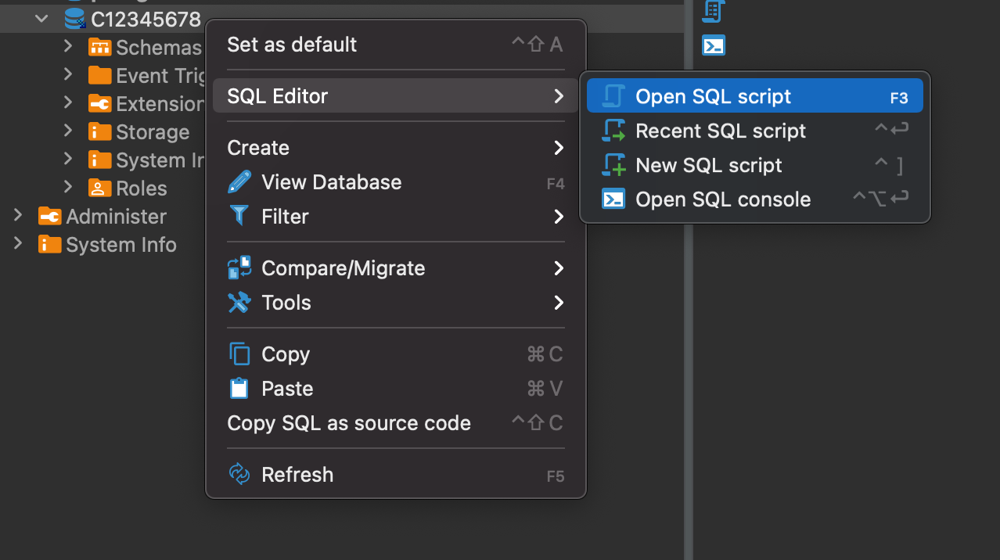 C12345678
Schemas
Event Trig
Extension
Storage
System In
Roles
Administer
System Info
Set as default ^⇧ A
SQL Editor
Create
View Database F4
Filter
Compare/Migrate
Tools
Copy ⌘ C
Paste ⌘ V
Copy SQL as source code ^⇧ C
Refresh F5
Open SQL script F3
Recent SQL script ^↩
New SQL script ^ ]
Open SQL console ^⌥↩